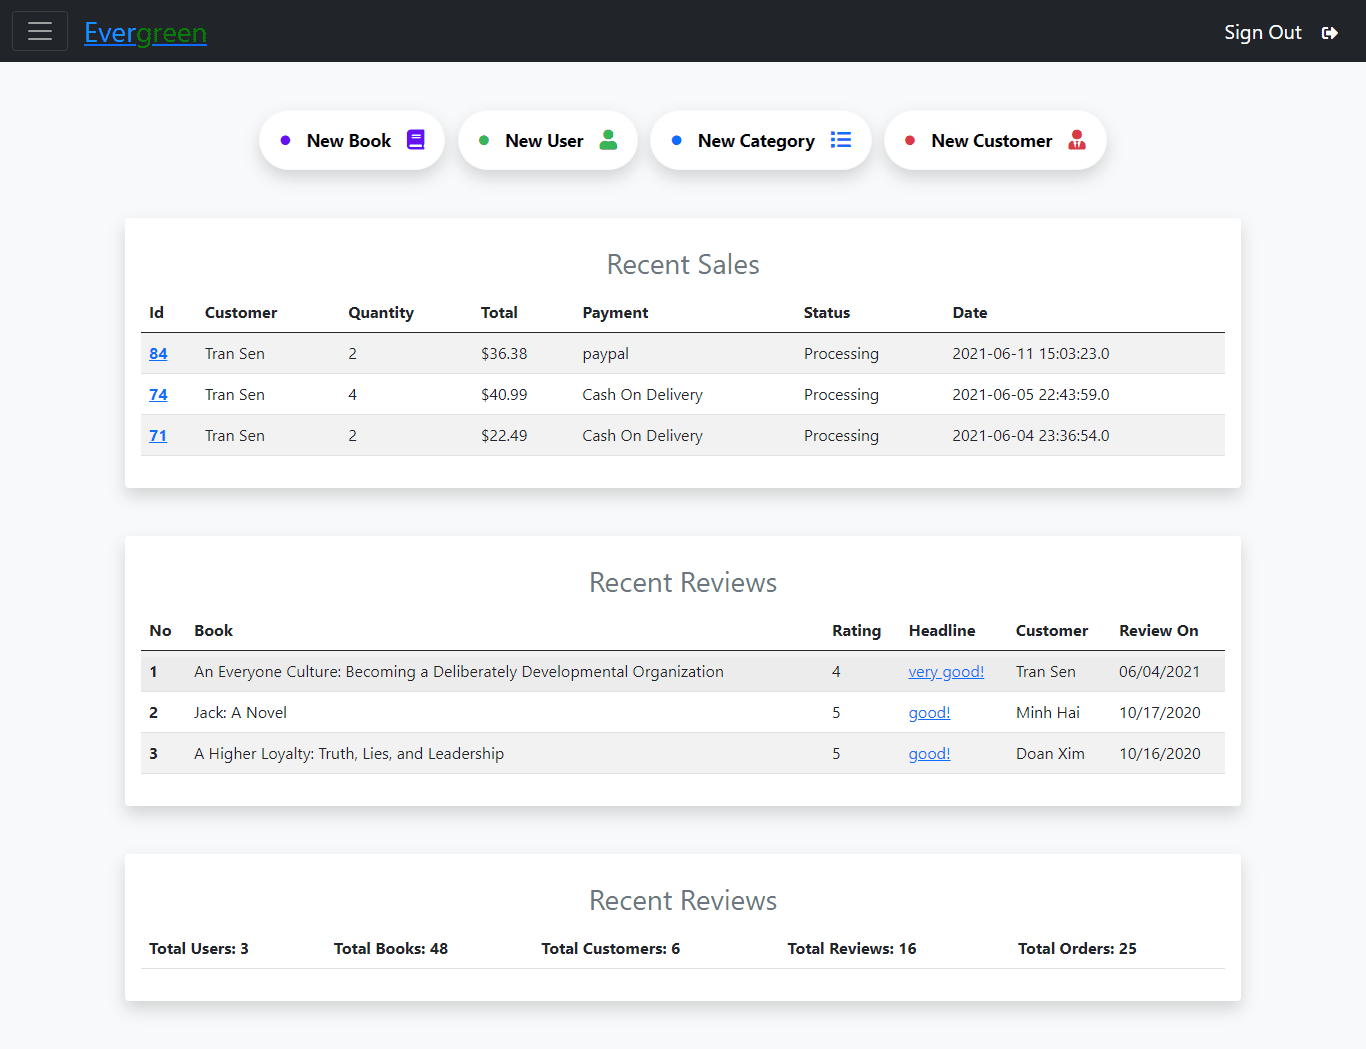 Evergreen Sign Out
New Book New User New Category New Customer
Recent Sales
Id Customer Quantity Total Payment Status Date
84 Tran Sen 2 $36.38 paypal Processing 2021-06-11 15:03:23.0
74 Tran Sen 4 $40.99 Cash On Delivery Processing 2021-06-05 22:43:59.0
71 Tran Sen 2 $22.49 Cash On Delivery Processing 2021-06-04 23:36:54.0
Recent Reviews
No Book Rating Headline Customer Review On
1 An Everyone Culture: Becoming a Deliberately Developmental Organization 4 very good! Tran Sen 06/04/2021
2 Jack: A Novel 5 good! Minh Hai 10/17/2020
3 A Higher Loyalty: Truth, Lies, and Leadership 5 good! Doan Xim 10/16/2020
Recent Reviews
Total Users: 3 Total Books: 48 Total Customers: 6 Total Reviews: 16 Total Orders: 25